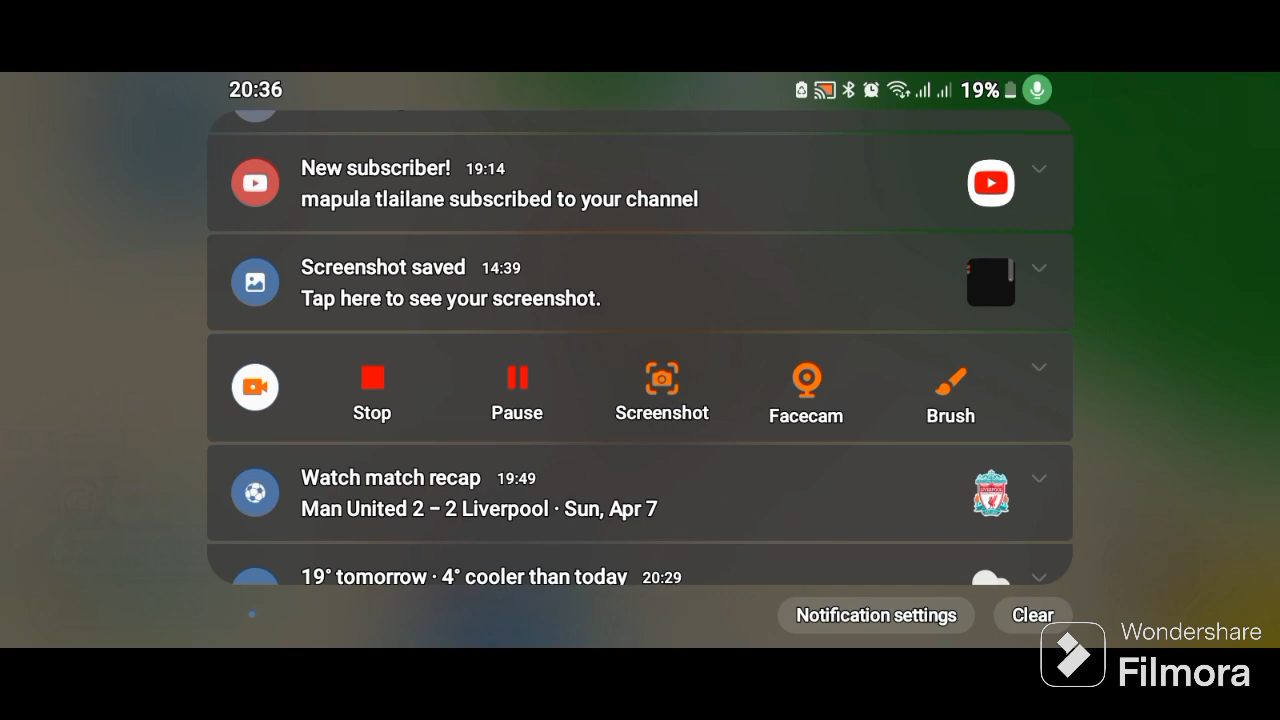 20:36
19%
New subscriber! 19:14
mapula tlailane subscribed to your channel
Screenshot saved 14:39
Tap here to see your screenshot.
Stop
Pause
Screenshot
Facecam
Brush
Watch match recap 19:49
Man United 2 – 2 Liverpool · Sun, Apr 7
19° tomorrow · 4° cooler than today 20:29
Notification settings
Clear
Wondershare
Filmora